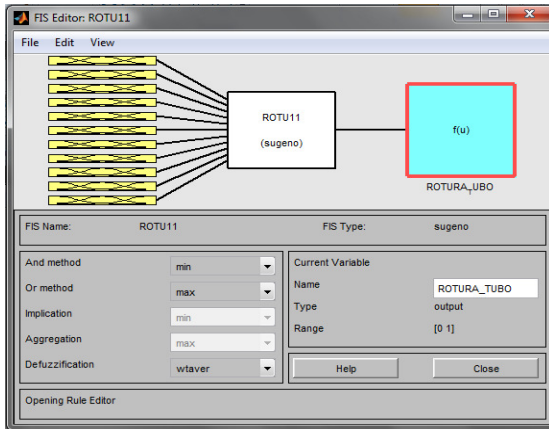 FIS Editor: ROTU11
File Edit View
ROTU11
(sugeno)
f(u)
ROTURA_TUBO
FIS Name: ROTU11 FIS Type: sugeno
And method min
Or method max
Implication min
Aggregation max
Defuzzification wtaver
Current Variable
Name ROTURA_TUBO
Type output
Range [0 1]
Help Close
Opening Rule Editor